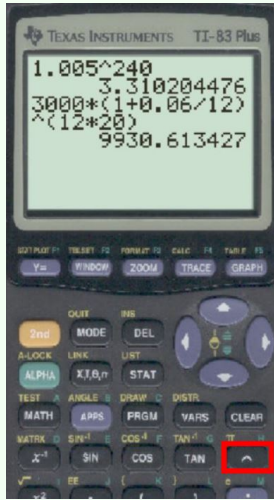 TEXAS INSTRUMENTS TI-83 Plus
1.005^240
3.310204476
3000*(1+0.06/12)
^(12*20)
9930.613427
STAT PLOT F1 TBLSET F2 FORMAT F3 CALC F4 TABLE F5
Y= WINDOW ZOOM TRACE GRAPH
QUIT INS
2nd MODE DEL
A-LOCK LINK LIST
ALPHA X,T,θ,n STAT
TEST A ANGLE B DRAW C DISTR
MATH APPS PRGM VARS CLEAR
MATRX D SIN-1 E COS-1 F TAN-1 G π H
x-1 SIN COS TAN ^
√ EE J { K } L e M
x2 , ( )